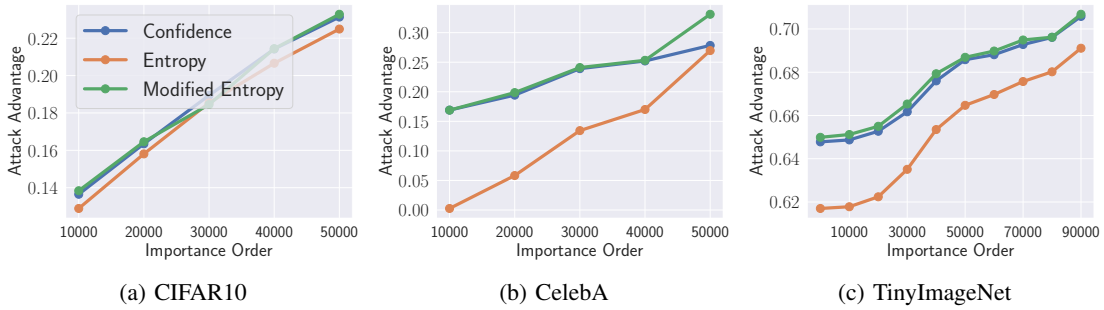 Attack Advantage
0.22
0.20
0.18
0.16
0.14
Confidence
Entropy
Modified Entropy
10000 20000 30000 40000 50000
Importance Order
(a) CIFAR10
Attack Advantage
0.30
0.25
0.20
0.15
0.10
0.05
0.00
10000 20000 30000 40000 50000
Importance Order
(b) CelebA
Attack Advantage
0.70
0.68
0.66
0.64
0.62
10000 30000 50000 70000 90000
Importance Order
(c) TinyImageNet